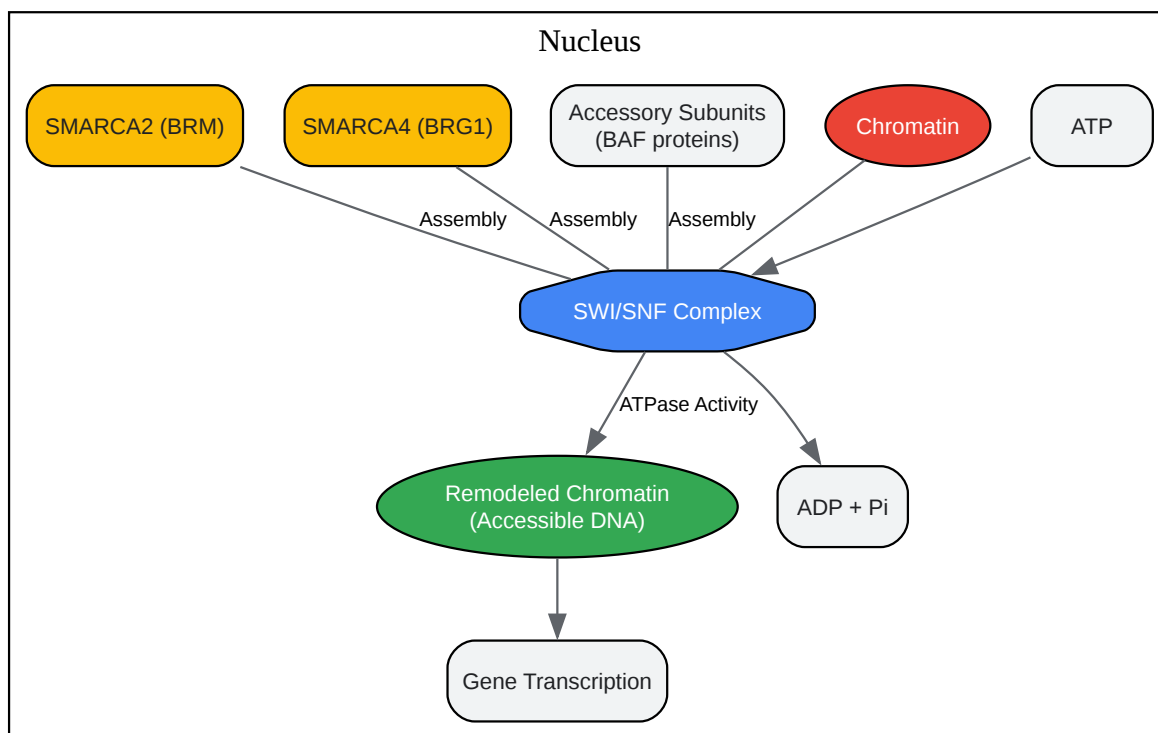 Nucleus
SMARCA2 (BRM)
SMARCA4 (BRG1)
Accessory Subunits
(BAF proteins)
Chromatin
ATP
Assembly
Assembly
Assembly
SWI/SNF Complex
ATPase Activity
Remodeled Chromatin
(Accessible DNA)
ADP + Pi
Gene Transcription